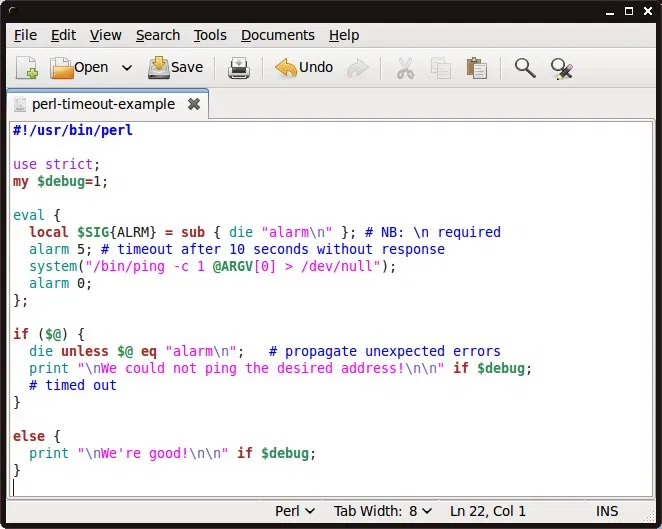 File Edit View Search Tools Documents Help
Open Save Undo
perl-timeout-example
#!/usr/bin/perl
use strict;
my $debug=1;
eval {
  local $SIG{ALRM} = sub { die "alarm\n" }; # NB: \n required
  alarm 5; # timeout after 10 seconds without response
  system("/bin/ping -c 1 @ARGV[0] > /dev/null");
  alarm 0;
};
if ($@) {
  die unless $@ eq "alarm\n";   # propagate unexpected errors
  print "\nWe could not ping the desired address!\n\n" if $debug;
  # timed out
}
else {
  print "\nWe're good!\n\n" if $debug;
}
Perl Tab Width: 8 Ln 22, Col 1 INS